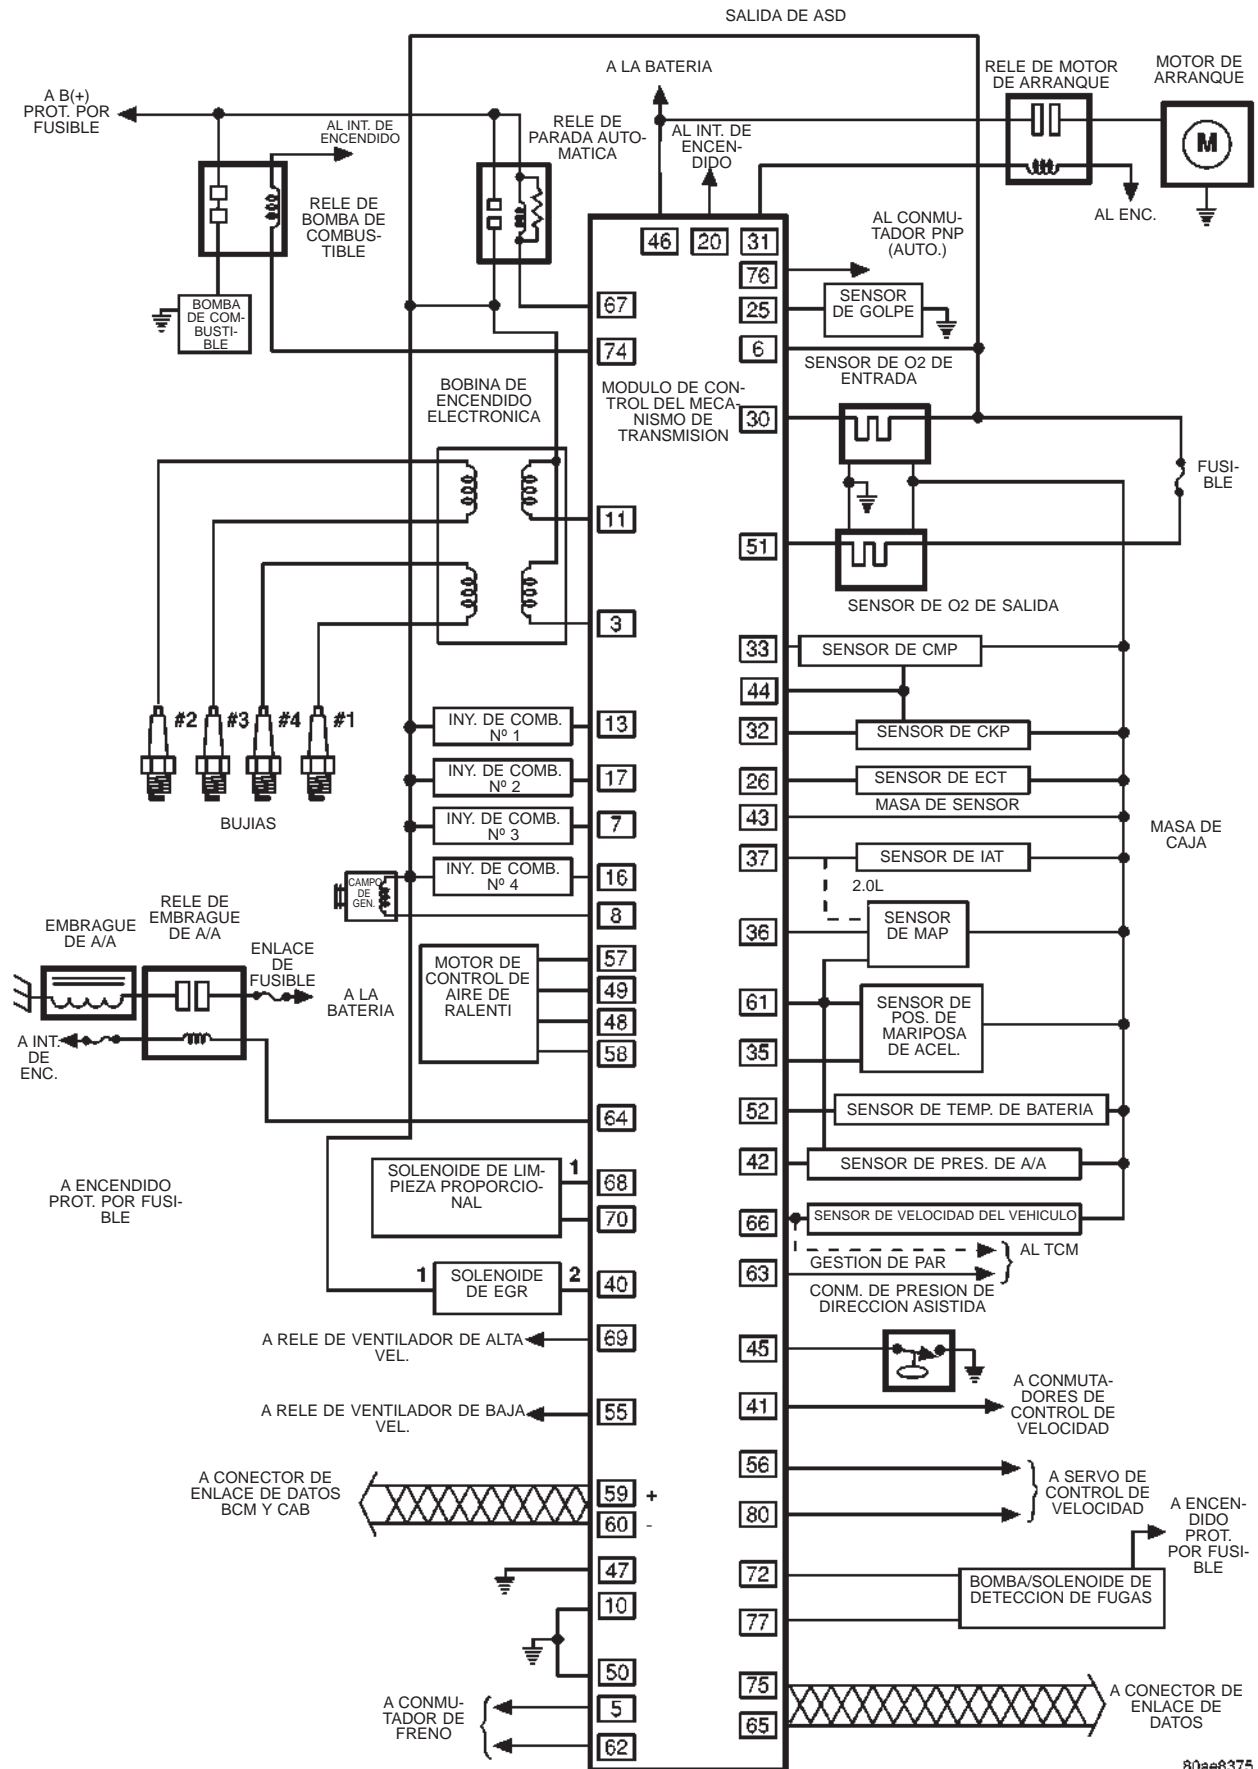 SALIDA DE ASD
A LA BATERIA
RELE DE MOTOR
DE ARRANQUE
MOTOR DE
ARRANQUE
A B(+)
PROT. POR
FUSIBLE
AL INT. DE
ENCENDIDO
RELE DE
PARADA AUTO-
MATICA
AL INT. DE
ENCEN-
DIDO
M
AL ENC.
RELE DE
BOMBA DE
COMBUS-
TIBLE
AL CONMU-
TADOR PNP
(AUTO.)
46
20
31
76
BOMBA
DE COM-
BUSTI-
BLE
67
25
SENSOR
DE GOLPE
74
6
SENSOR DE O2 DE
ENTRADA
BOBINA DE
ENCENDIDO
ELECTRONICA
MODULO DE CON-
TROL DEL MECA-
NISMO DE
TRANSMISION
30
FUSI-
BLE
11
51
SENSOR DE O2 DE SALIDA
3
33
SENSOR DE CMP
44
#2
#3
#4
#1
BUJIAS
INY. DE COMB.
Nº 1
13
32
SENSOR DE CKP
INY. DE COMB.
Nº 2
17
26
SENSOR DE ECT
MASA DE SENSOR
INY. DE COMB.
Nº 3
7
43
MASA DE
CAJA
INY. DE COMB.
Nº 4
16
37
SENSOR DE IAT
2.0L
CAMPO
DE
GEN.
8
36
SENSOR
DE MAP
EMBRAGUE
DE A/A
RELE DE
EMBRAGUE
DE A/A
ENLACE
DE
FUSIBLE
A LA
BATERIA
A INT.
DE
ENC.
MOTOR DE
CONTROL DE
AIRE DE
RALENTI
57
49
48
58
61
35
SENSOR DE
POS. DE
MARIPOSA
DE ACEL.
64
52
SENSOR DE TEMP. DE BATERIA
42
SENSOR DE PRES. DE A/A
A ENCENDIDO
PROT. POR FUSI-
BLE
SOLENOIDE DE LIM-
PIEZA PROPORCIO-
NAL
1
68
70
66
SENSOR DE VELOCIDAD DEL VEHICULO
GESTION DE PAR
AL TCM
63
CONM. DE PRESION DE
DIRECCION ASISTIDA
1
SOLENOIDE
DE EGR
2
40
A RELE DE VENTILADOR DE ALTA
VEL.
69
45
A RELE DE VENTILADOR DE BAJA
VEL.
55
41
A CONMUTA-
DORES DE
CONTROL DE
VELOCIDAD
A CONECTOR DE
ENLACE DE DATOS
BCM Y CAB
59 +
60 -
56
80
A SERVO DE
CONTROL DE
VELOCIDAD
A ENCEN-
DIDO
PROT.
POR FUSI-
BLE
47
10
50
72
77
BOMBA/SOLENOIDE DE
DETECCION DE FUGAS
A CONMU-
TADOR DE
FRENO
5
62
75
65
A CONECTOR DE
ENLACE DE
DATOS
80ae8375